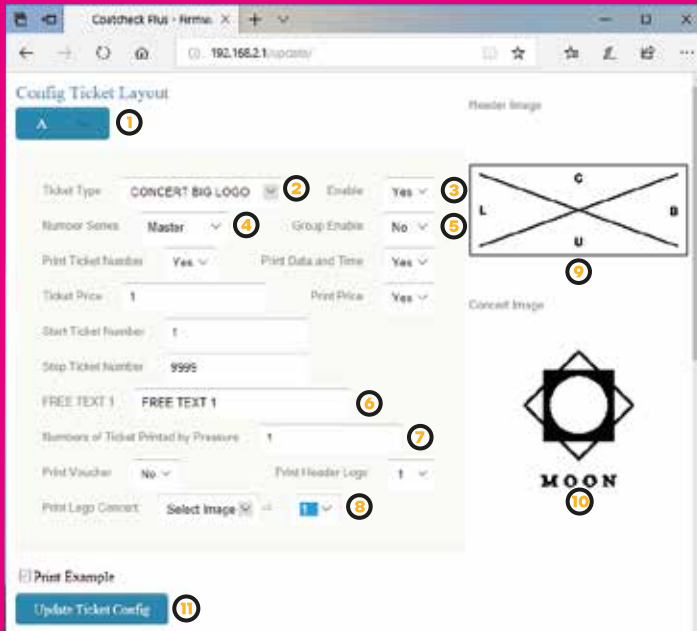 Coatcheck Plus - Firmwa
192.168.2.1/update/
Config Ticket Layout
A 1
Header Image
Ticket Type CONCERT BIG LOGO 2 Enable Yes 3
Number Series Master 4 Group Enable No 5
Print Ticket Number Yes Print Data and Time Yes
Ticket Price 1 Print Price Yes
Start Ticket Number 1
Stop Ticket Number 9999
FREE TEXT 1 FREE TEXT 1 6
Numbers of Ticket Printed by Pressure 1 7
Print Voucher No Print Header Logo 1
Print Logo Concert Select Image 1 8
Print Example
Update Ticket Config 11
C
L B
U
9
Concert Image
MOON
10